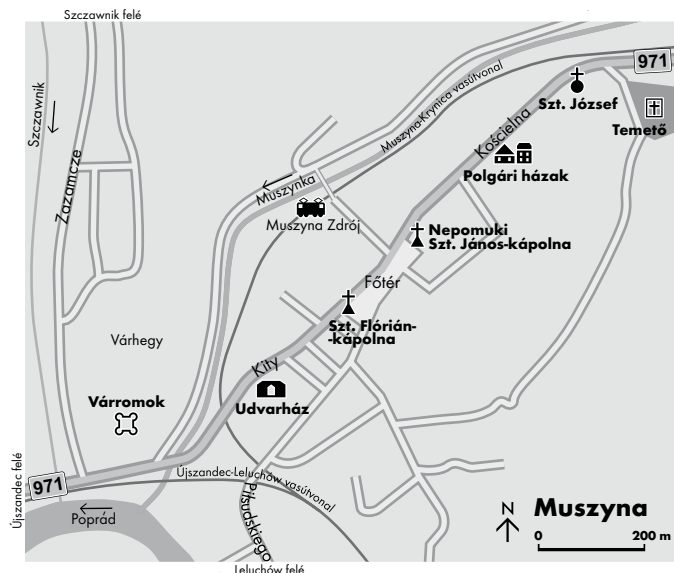 Szczawnik felé
971
Szt. József
Temető
Szczawnik
Muszyna-Krynica vasútvonal
Kościelna
Polgári házak
Zazamcze
Muszynka
Muszyna Zdrój
Nepomuki
Szt. János-kápolna
Főtér
Szt. Flórián-
-kápolna
Várhegy
Kity
Várromok
Udvarház
Újszandec felé
971
Újszandec-Leluchów vasútvonal
Poprád
Piłsudskiego
N
Muszyna
0 200 m
Leluchów felé